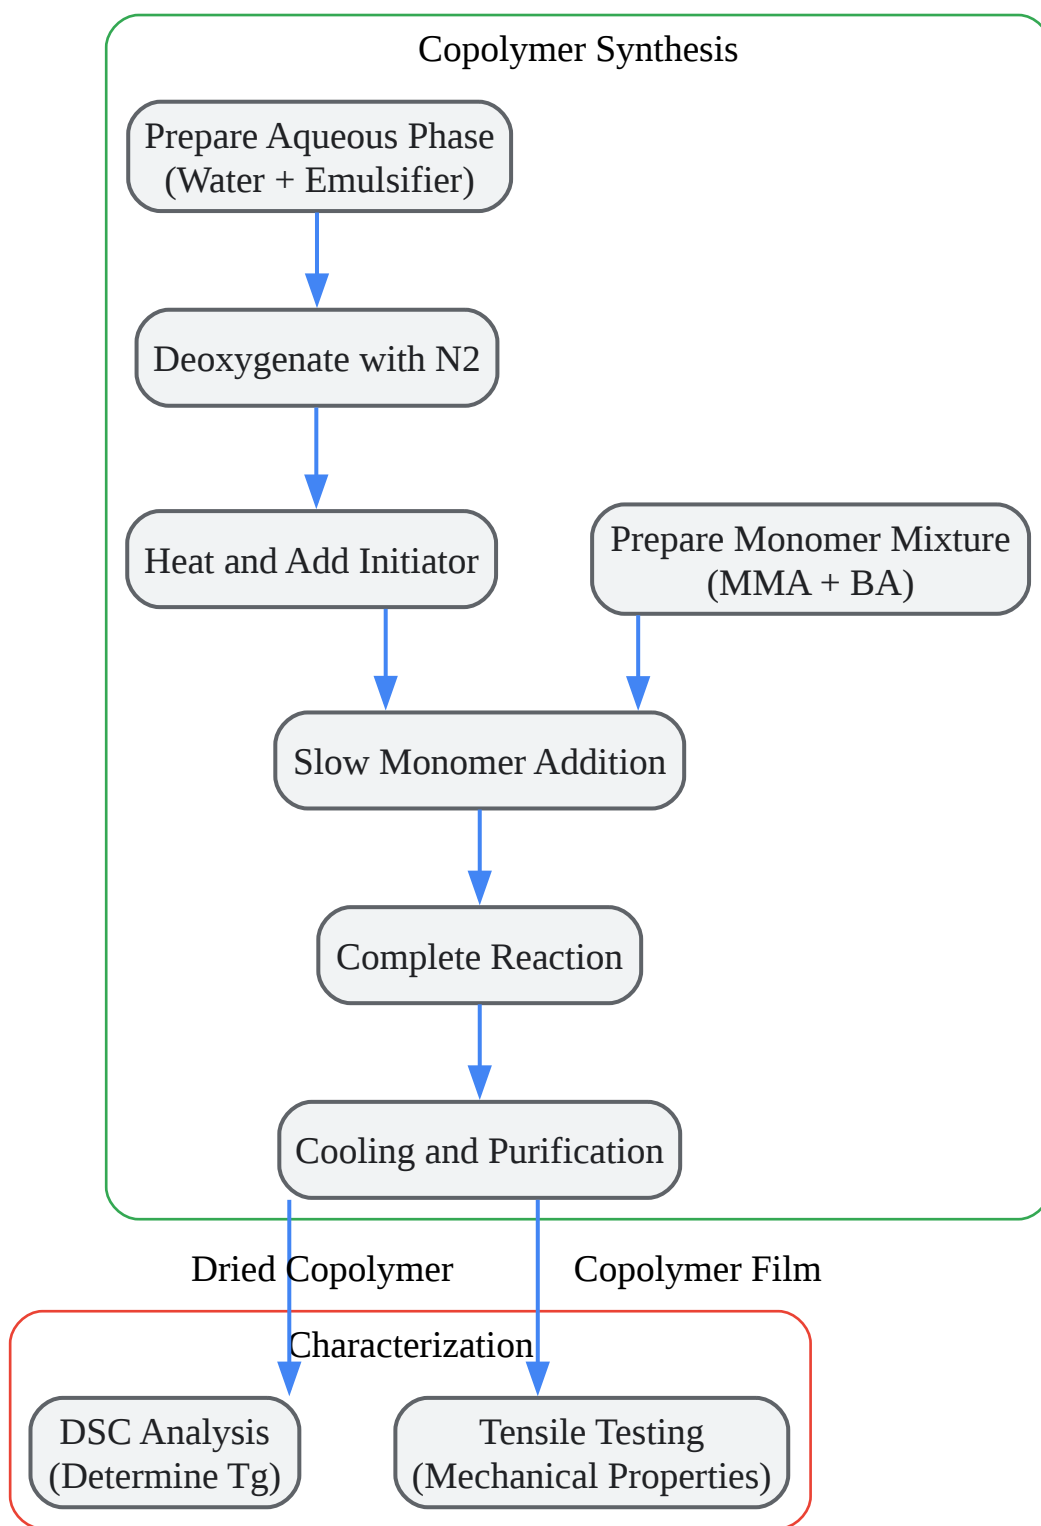 Copolymer Synthesis
Prepare Aqueous Phase
(Water + Emulsifier)
Deoxygenate with N2
Heat and Add Initiator
Prepare Monomer Mixture
(MMA + BA)
Slow Monomer Addition
Complete Reaction
Cooling and Purification
Dried Copolymer
Copolymer Film
Characterization
DSC Analysis
(Determine Tg)
Tensile Testing
(Mechanical Properties)